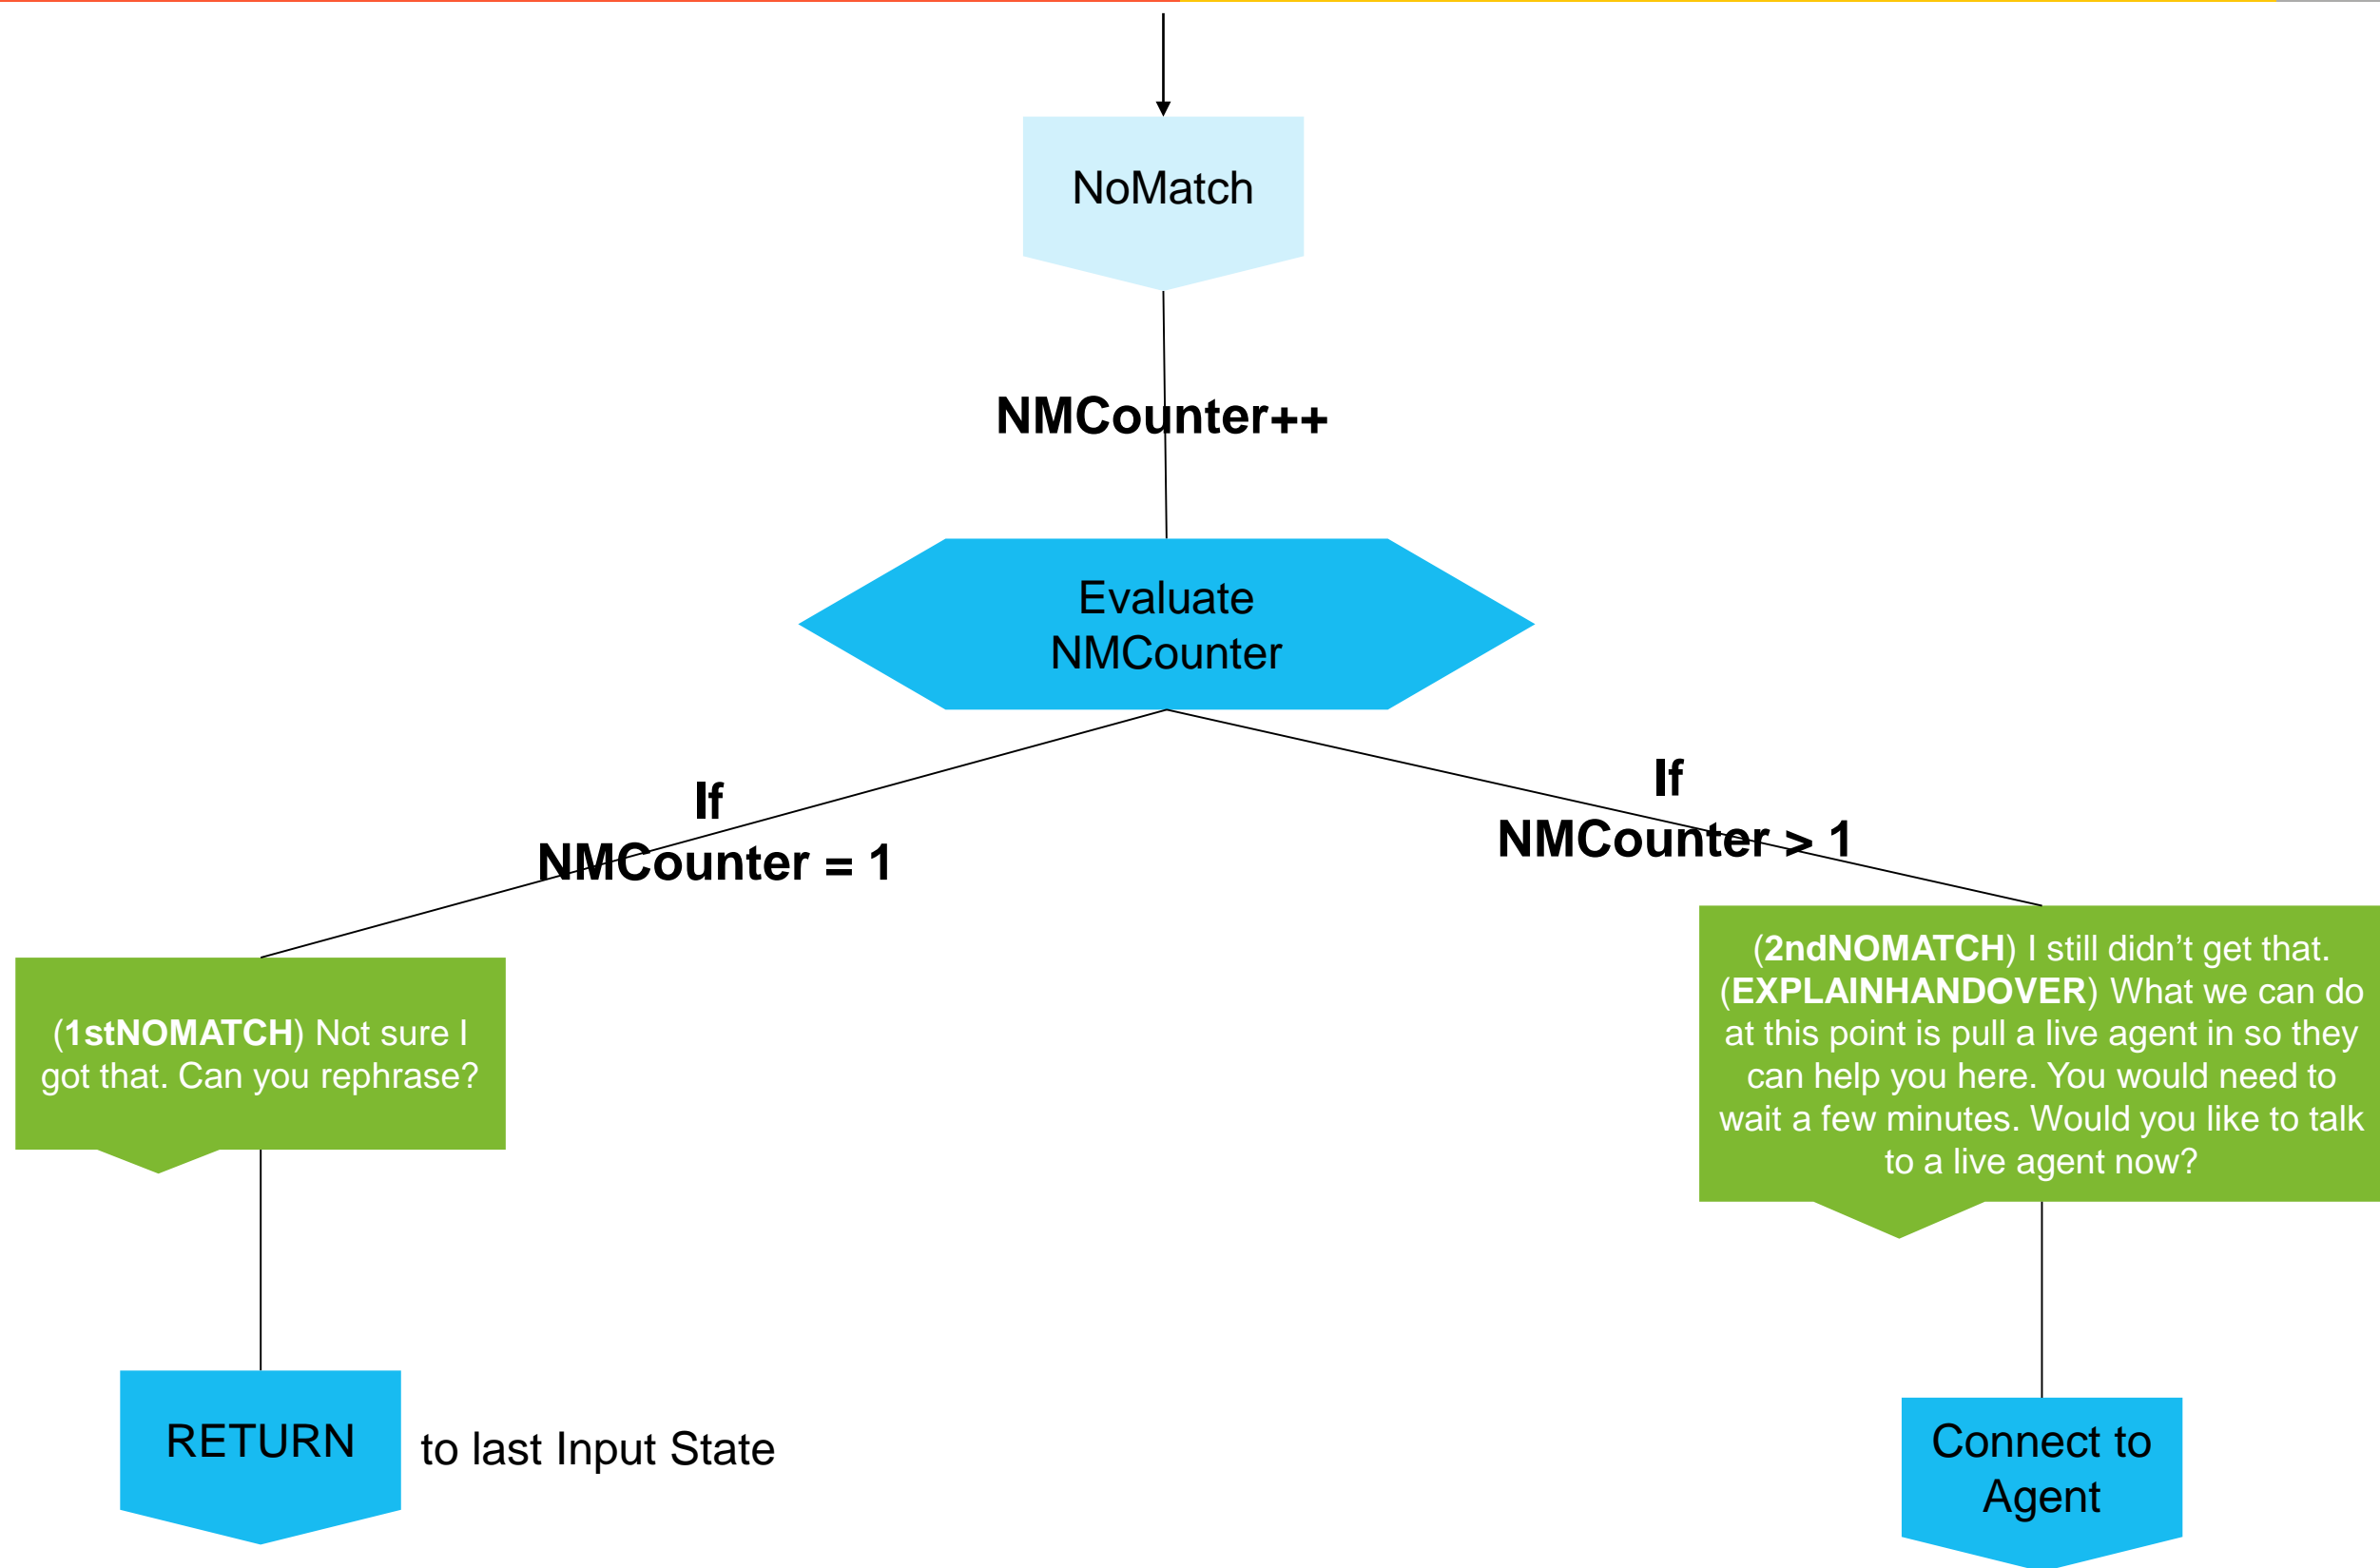 NoMatch
NMCounter++
Evaluate
NMCounter
If
NMCounter = 1
If
NMCounter > 1
(1stNOMATCH) Not sure I
got that. Can you rephrase?
(2ndNOMATCH) I still didn’t get that.
(EXPLAINHANDOVER) What we can do
at this point is pull a live agent in so they
can help you here. You would need to
wait a few minutes. Would you like to talk
to a live agent now?
RETURN
to last Input State
Connect to
Agent